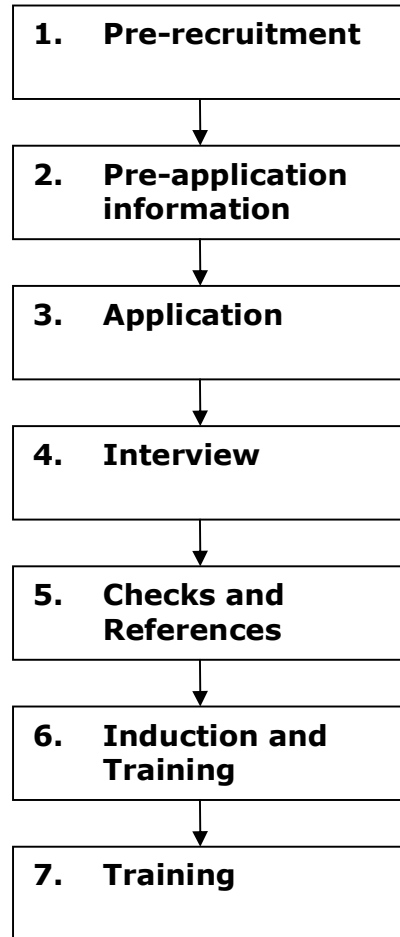 1. Pre-recruitment
2. Pre-application
information
3. Application
4. Interview
5. Checks and
References
6. Induction and
Training
7. Training